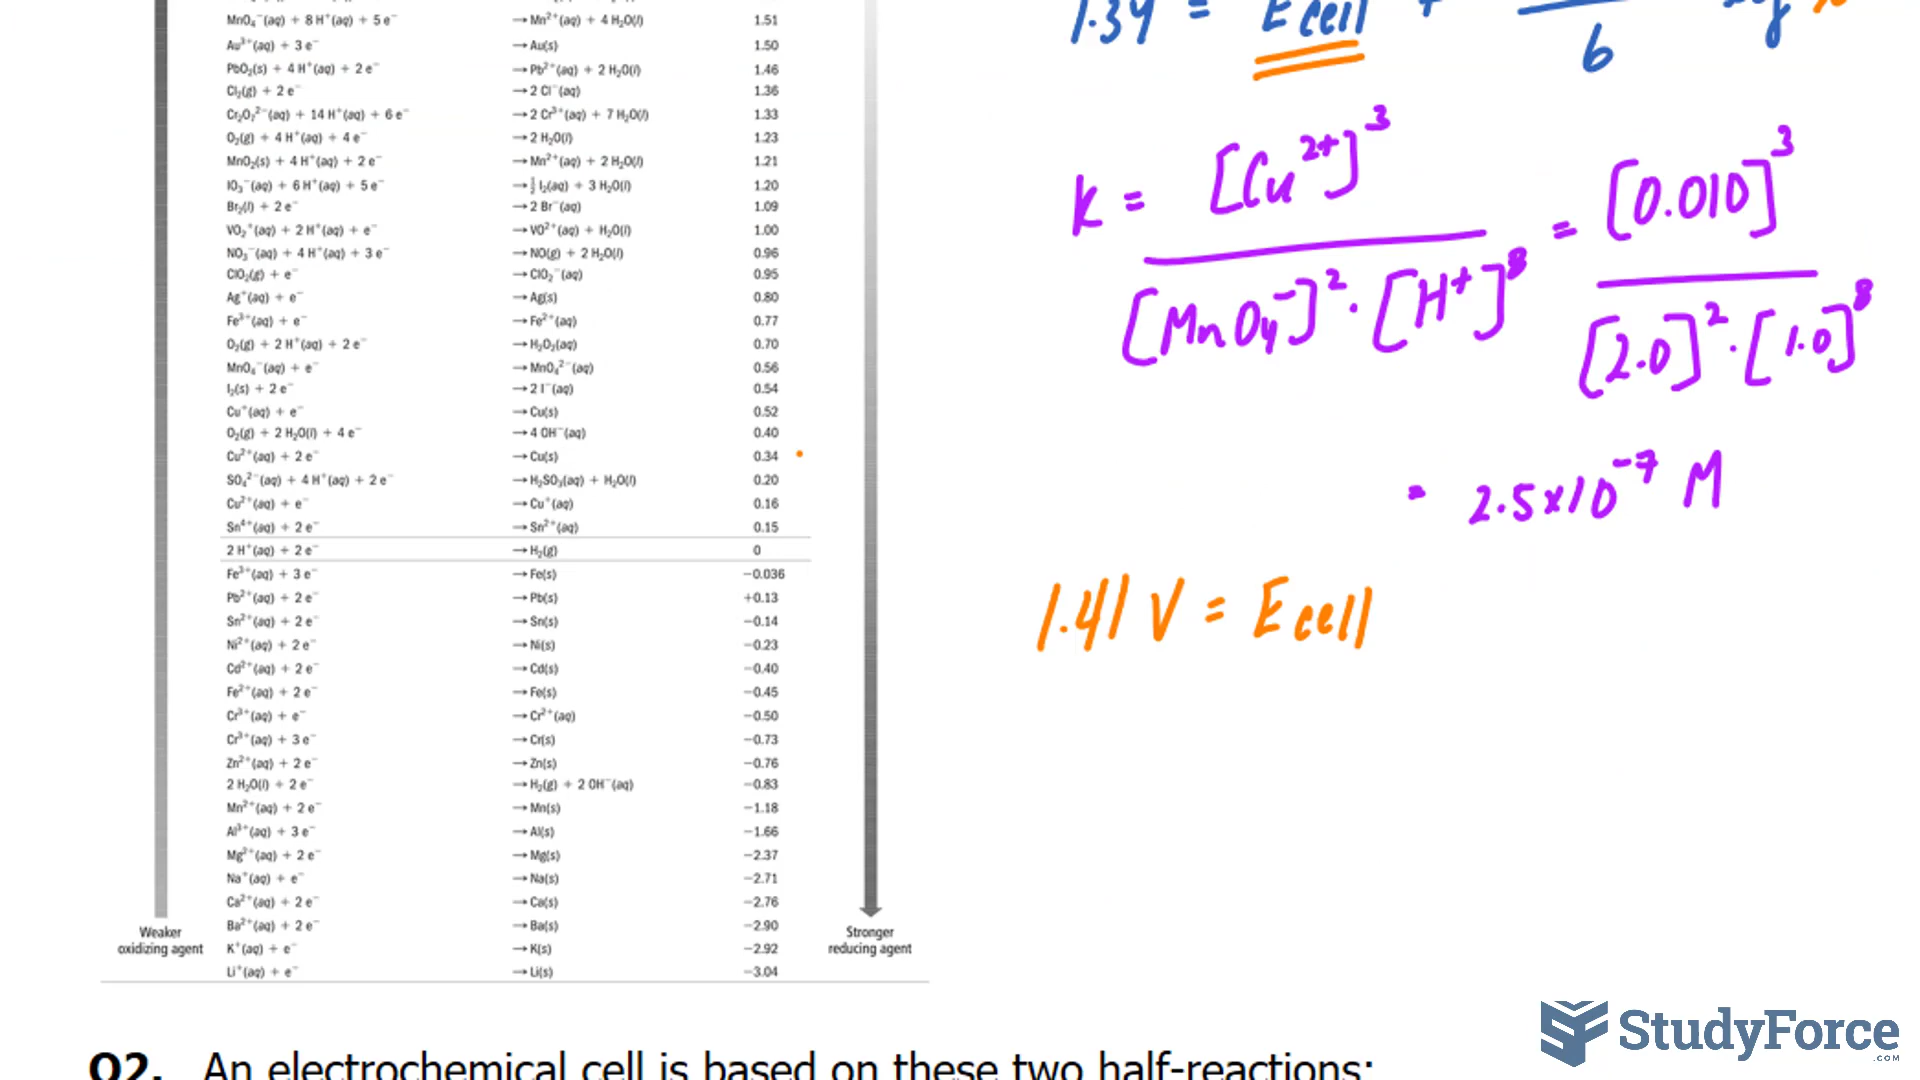 MnO₄⁻(aq) + 8 H⁺(aq) + 5 e⁻ → Mn²⁺(aq) + 4 H₂O(l) 1.51
Au³⁺(aq) + 3 e⁻ → Au(s) 1.50
PbO₂(s) + 4 H⁺(aq) + 2 e⁻ → Pb²⁺(aq) + 2 H₂O(l) 1.46
Cl₂(g) + 2 e⁻ → 2 Cl⁻(aq) 1.36
Cr₂O₇²⁻(aq) + 14 H⁺(aq) + 6 e⁻ → 2 Cr³⁺(aq) + 7 H₂O(l) 1.33
O₂(g) + 4 H⁺(aq) + 4 e⁻ → 2 H₂O(l) 1.23
MnO₂(s) + 4 H⁺(aq) + 2 e⁻ → Mn²⁺(aq) + 2 H₂O(l) 1.21
IO₃⁻(aq) + 6 H⁺(aq) + 5 e⁻ → ½ I₂(aq) + 3 H₂O(l) 1.20
Br₂(l) + 2 e⁻ → 2 Br⁻(aq) 1.09
VO₂⁺(aq) + 2 H⁺(aq) + e⁻ → VO²⁺(aq) + H₂O(l) 1.00
NO₃⁻(aq) + 4 H⁺(aq) + 3 e⁻ → NO(g) + 2 H₂O(l) 0.96
ClO₂(g) + e⁻ → ClO₂⁻(aq) 0.95
Ag⁺(aq) + e⁻ → Ag(s) 0.80
Fe³⁺(aq) + e⁻ → Fe²⁺(aq) 0.77
O₂(g) + 2 H⁺(aq) + 2 e⁻ → H₂O₂(aq) 0.70
MnO₄⁻(aq) + e⁻ → MnO₄²⁻(aq) 0.56
I₂(s) + 2 e⁻ → 2 I⁻(aq) 0.54
Cu⁺(aq) + e⁻ → Cu(s) 0.52
O₂(g) + 2 H₂O(l) + 4 e⁻ → 4 OH⁻(aq) 0.40
Cu²⁺(aq) + 2 e⁻ → Cu(s) 0.34
SO₄²⁻(aq) + 4 H⁺(aq) + 2 e⁻ → H₂SO₃(aq) + H₂O(l) 0.20
Cu²⁺(aq) + e⁻ → Cu⁺(aq) 0.16
Sn⁴⁺(aq) + 2 e⁻ → Sn²⁺(aq) 0.15
2 H⁺(aq) + 2 e⁻ → H₂(g) 0
Fe³⁺(aq) + 3 e⁻ → Fe(s) −0.036
Pb²⁺(aq) + 2 e⁻ → Pb(s) +0.13
Sn²⁺(aq) + 2 e⁻ → Sn(s) −0.14
Ni²⁺(aq) + 2 e⁻ → Ni(s) −0.23
Cd²⁺(aq) + 2 e⁻ → Cd(s) −0.40
Fe²⁺(aq) + 2 e⁻ → Fe(s) −0.45
Cr³⁺(aq) + e⁻ → Cr²⁺(aq) −0.50
Cr³⁺(aq) + 3 e⁻ → Cr(s) −0.73
Zn²⁺(aq) + 2 e⁻ → Zn(s) −0.76
2 H₂O(l) + 2 e⁻ → H₂(g) + 2 OH⁻(aq) −0.83
Mn²⁺(aq) + 2 e⁻ → Mn(s) −1.18
Al³⁺(aq) + 3 e⁻ → Al(s) −1.66
Mg²⁺(aq) + 2 e⁻ → Mg(s) −2.37
Na⁺(aq) + e⁻ → Na(s) −2.71
Ca²⁺(aq) + 2 e⁻ → Ca(s) −2.76
Ba²⁺(aq) + 2 e⁻ → Ba(s) −2.90
K⁺(aq) + e⁻ → K(s) −2.92
Li⁺(aq) + e⁻ → Li(s) −3.04
Weaker
oxidizing agent
Stronger
reducing agent
1.34 = Ecell +
6
K = [Cu²⁺]³ / [MnO₄⁻]² · [H⁺]⁸ = [0.010]³ / [2.0]² · [1.0]⁸
= 2.5×10⁻⁷ M
1.41 V = Ecell
Q2. An electrochemical cell is based on these two half-reactions:
StudyForce
.COM